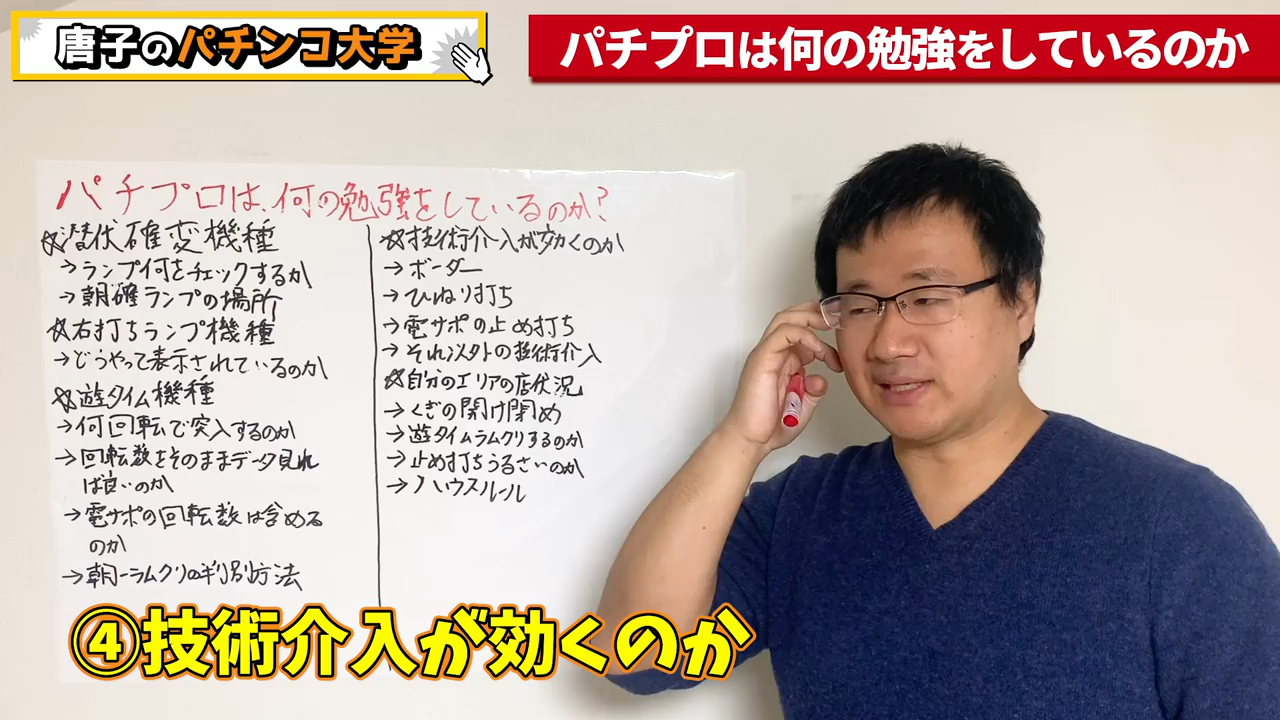 唐子のパチンコ大学
パチプロは何の勉強をしているのか
パチプロは、何の勉強をしているのか?
☆潜伏確変機種
→ランプ何をチェックするか
→朝確ランプの場所
☆右打ちランプ機種
→どうやって表示されているのか
☆遊タイム機種
→何回転で突入するのか
→回転数をそのままデータ見れ
ば良いのか
→電サポの回転数は含める
のか
→朝一ラムクリの判別方法
☆技術介入が効くのか
→ボーダー
→ひねり打ち
→電サポの止め打ち
→それ以外の技術介入
☆自分のエリアの店状況
→くぎの開け閉め
→遊タイムラムクリするのか
→止め打ちうるさいのか
→ハウスルール
④技術介入が効くのか